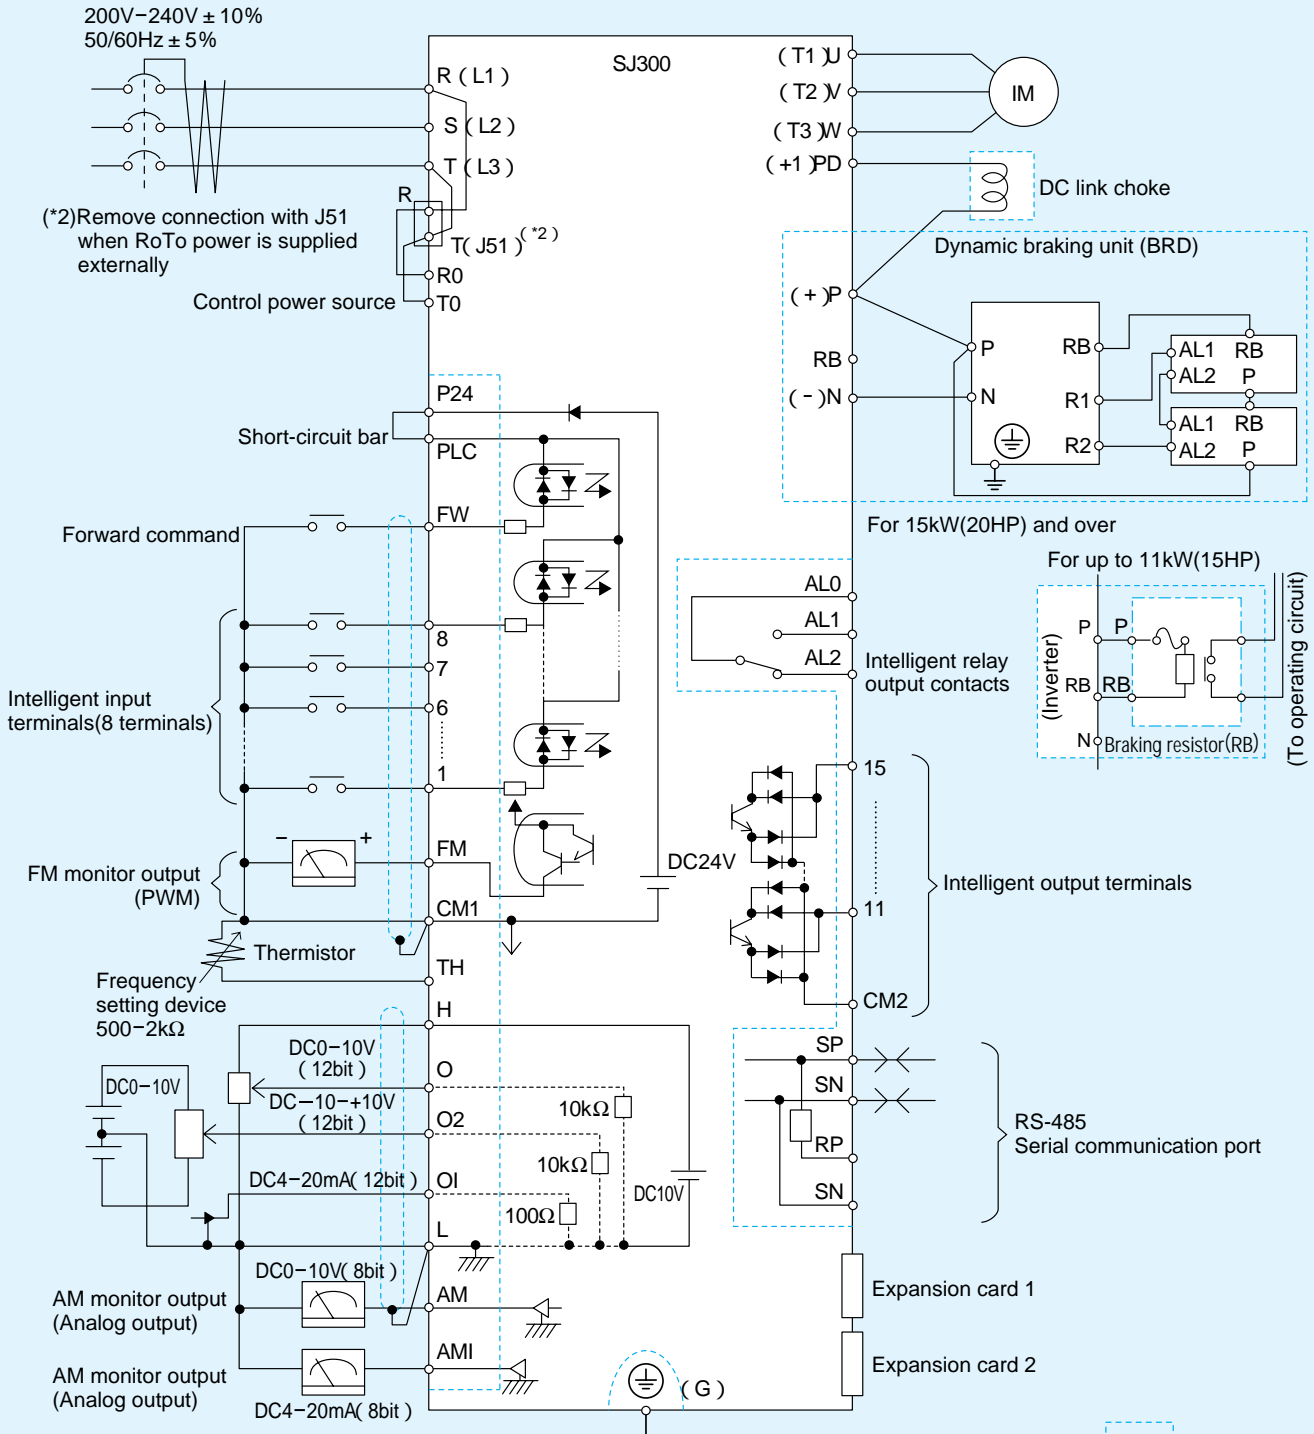 200V−240V ± 10%
50/60Hz ± 5%
SJ300
R ( L1 )
S ( L2 )
T ( L3 )
R
T( J51 ) (*2)
R0
T0
(*2)Remove connection with J51
when RoTo power is supplied
externally
Control power source
( T1 )U
( T2 )V
( T3 )W
( +1 )PD
IM
DC link choke
Dynamic braking unit (BRD)
( + )P
RB
( - )N
P
N
RB
R1
R2
AL1 RB
AL2 P
AL1 RB
AL2 P
For 15kW(20HP) and over
P24
Short-circuit bar
PLC
FW
Forward command
8
7
6
1
Intelligent input
terminals(8 terminals)
− +
FM
FM monitor output
(PWM)
CM1
DC24V
Thermistor
TH
Frequency
setting device
500−2kΩ
AL0
AL1
AL2
Intelligent relay
output contacts
For up to 11kW(15HP)
(Inverter)
P P
RB RB
N
Braking resistor(RB)
(To operating circuit)
15
11
Intelligent output terminals
CM2
H
DC0−10V
( 12bit )
O
DC0−10V
DC−10−+10V
( 12bit )
O2
DC4−20mA( 12bit )
OI
L
10kΩ
10kΩ
100Ω
DC10V
SP
SN
RP
SN
RS-485
Serial communication port
DC0−10V( 8bit )
AM
AM monitor output
(Analog output)
AMI
AM monitor output
(Analog output)
DC4−20mA( 8bit )
( G )
Expansion card 1
Expansion card 2